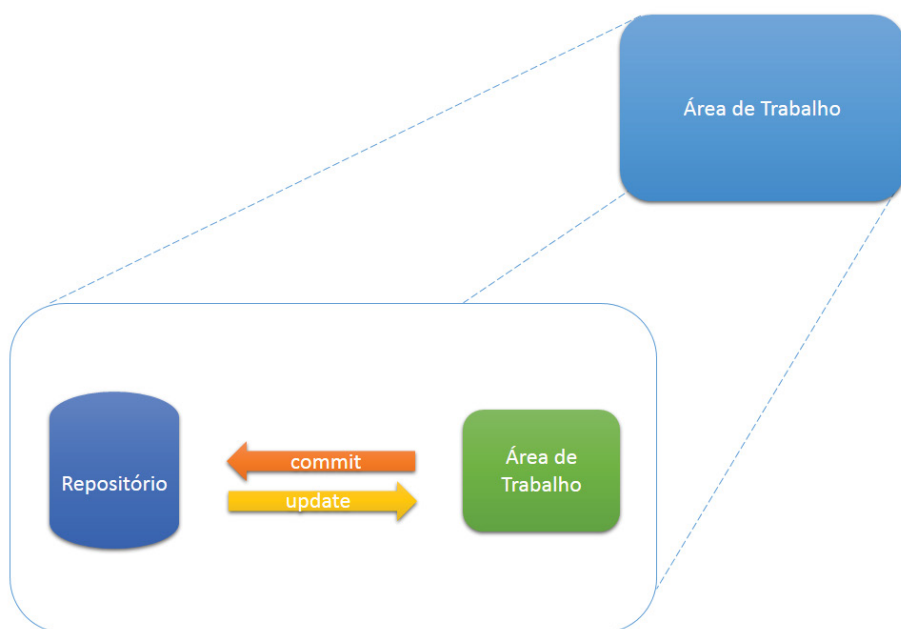 Área de Trabalho
Repositório
commit
update
Área de
Trabalho